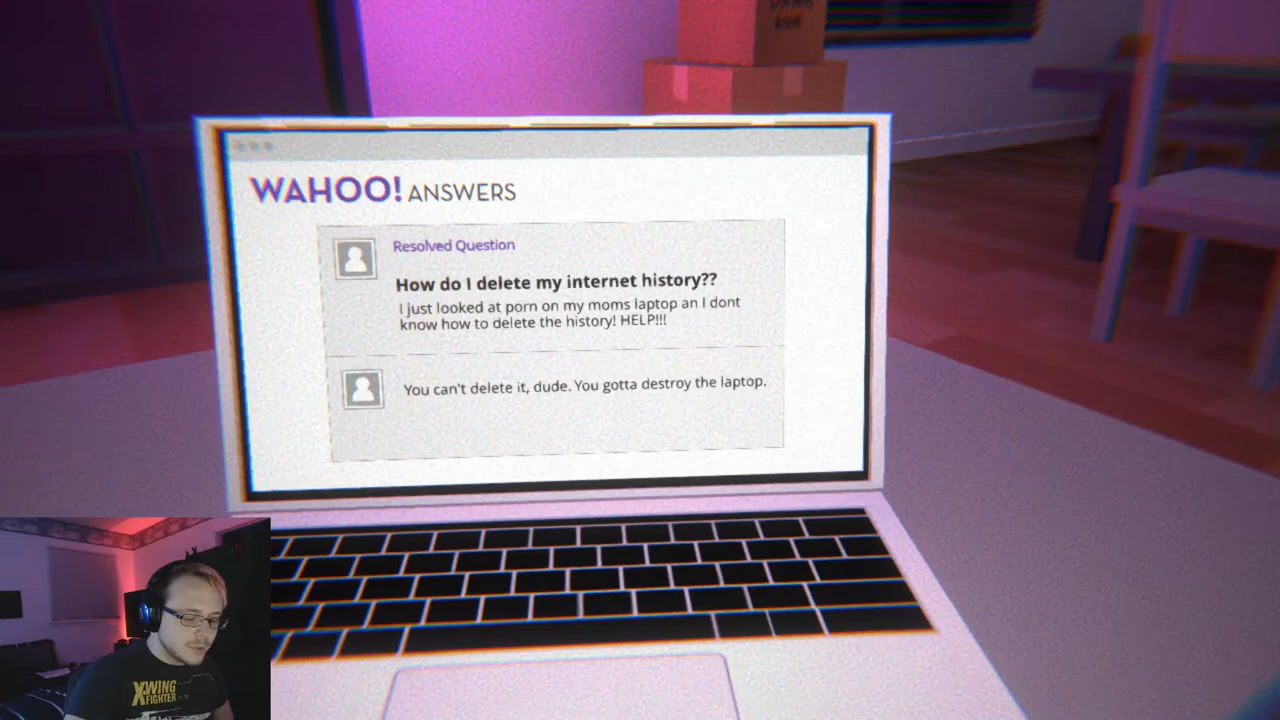 ROOM
WAHOO! ANSWERS
Resolved Question
How do I delete my internet history??
I just looked at porn on my moms laptop an I dont
know how to delete the history! HELP!!!
You can't delete it, dude. You gotta destroy the laptop.
X-WING
FIGHTER